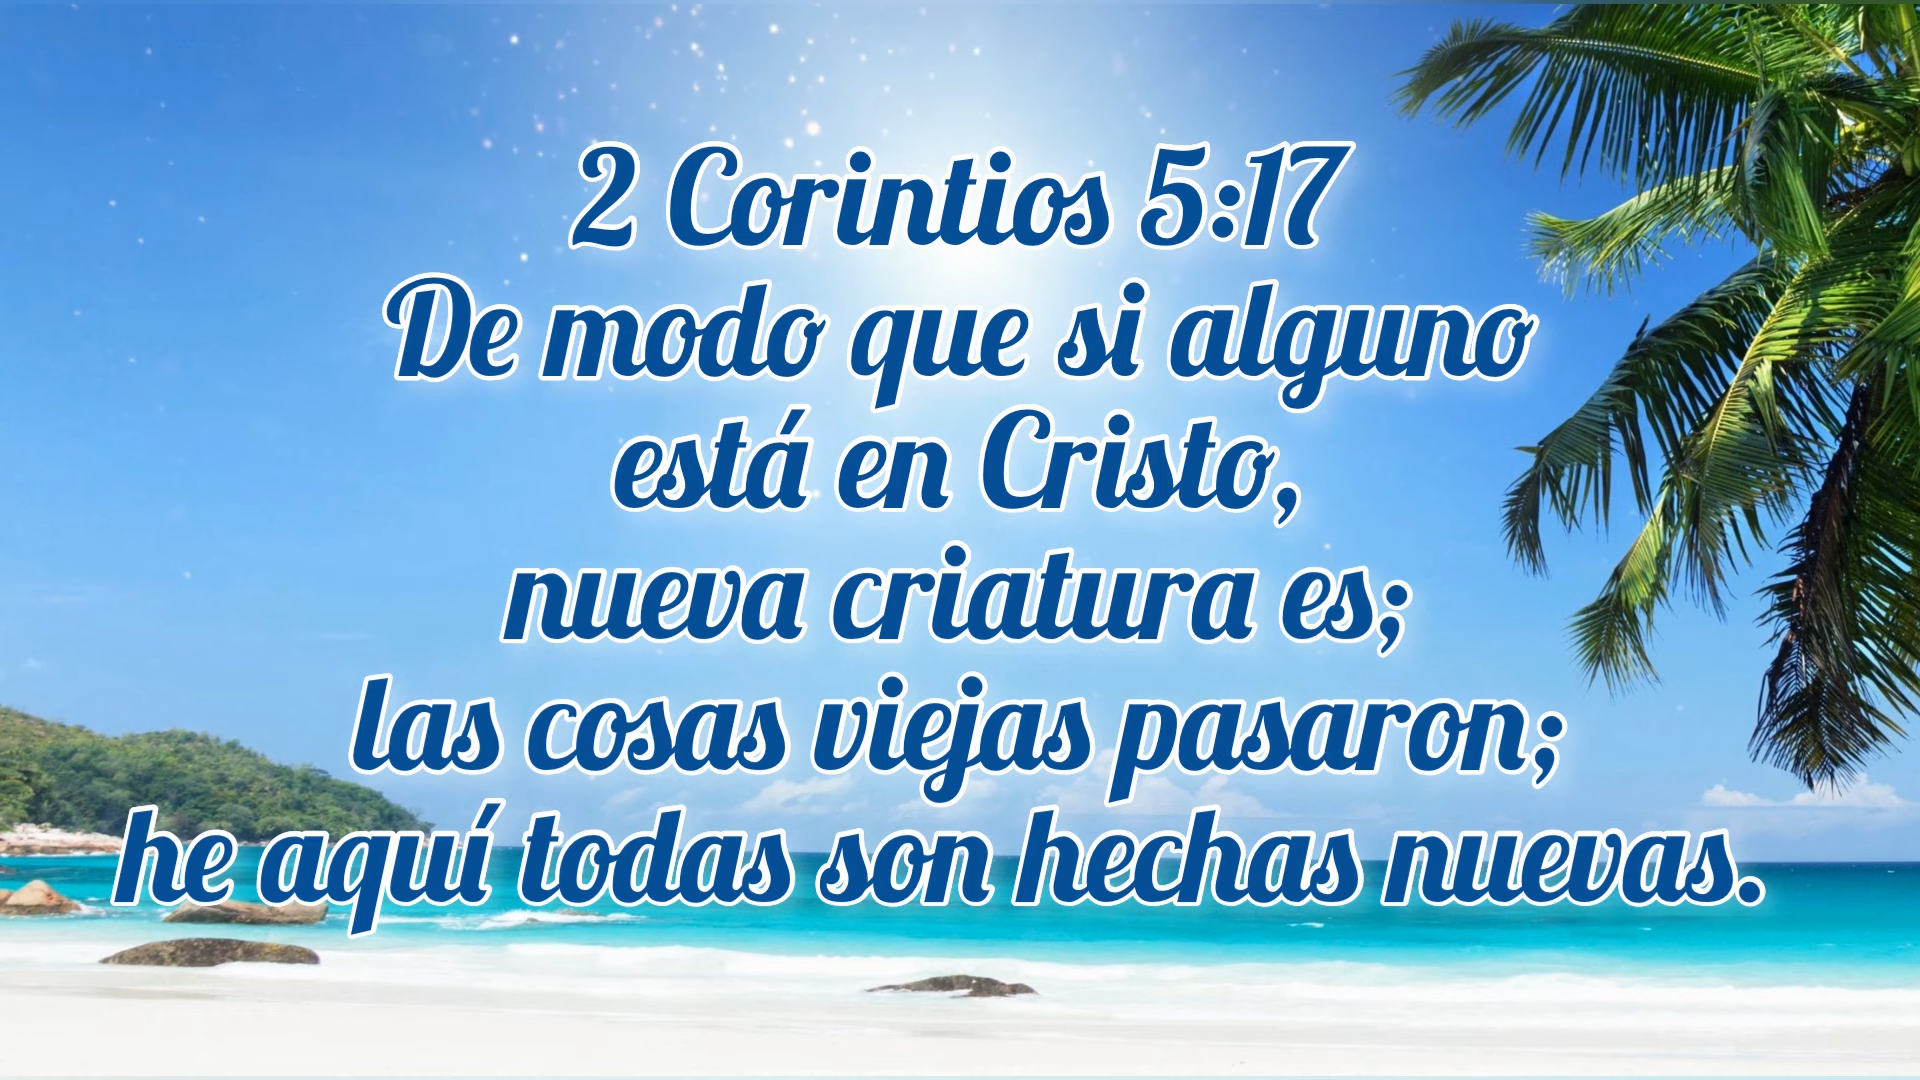 2 Corintios 5:17
De modo que si alguno
está en Cristo,
nueva criatura es;
las cosas viejas pasaron;
he aquí todas son hechas nuevas.